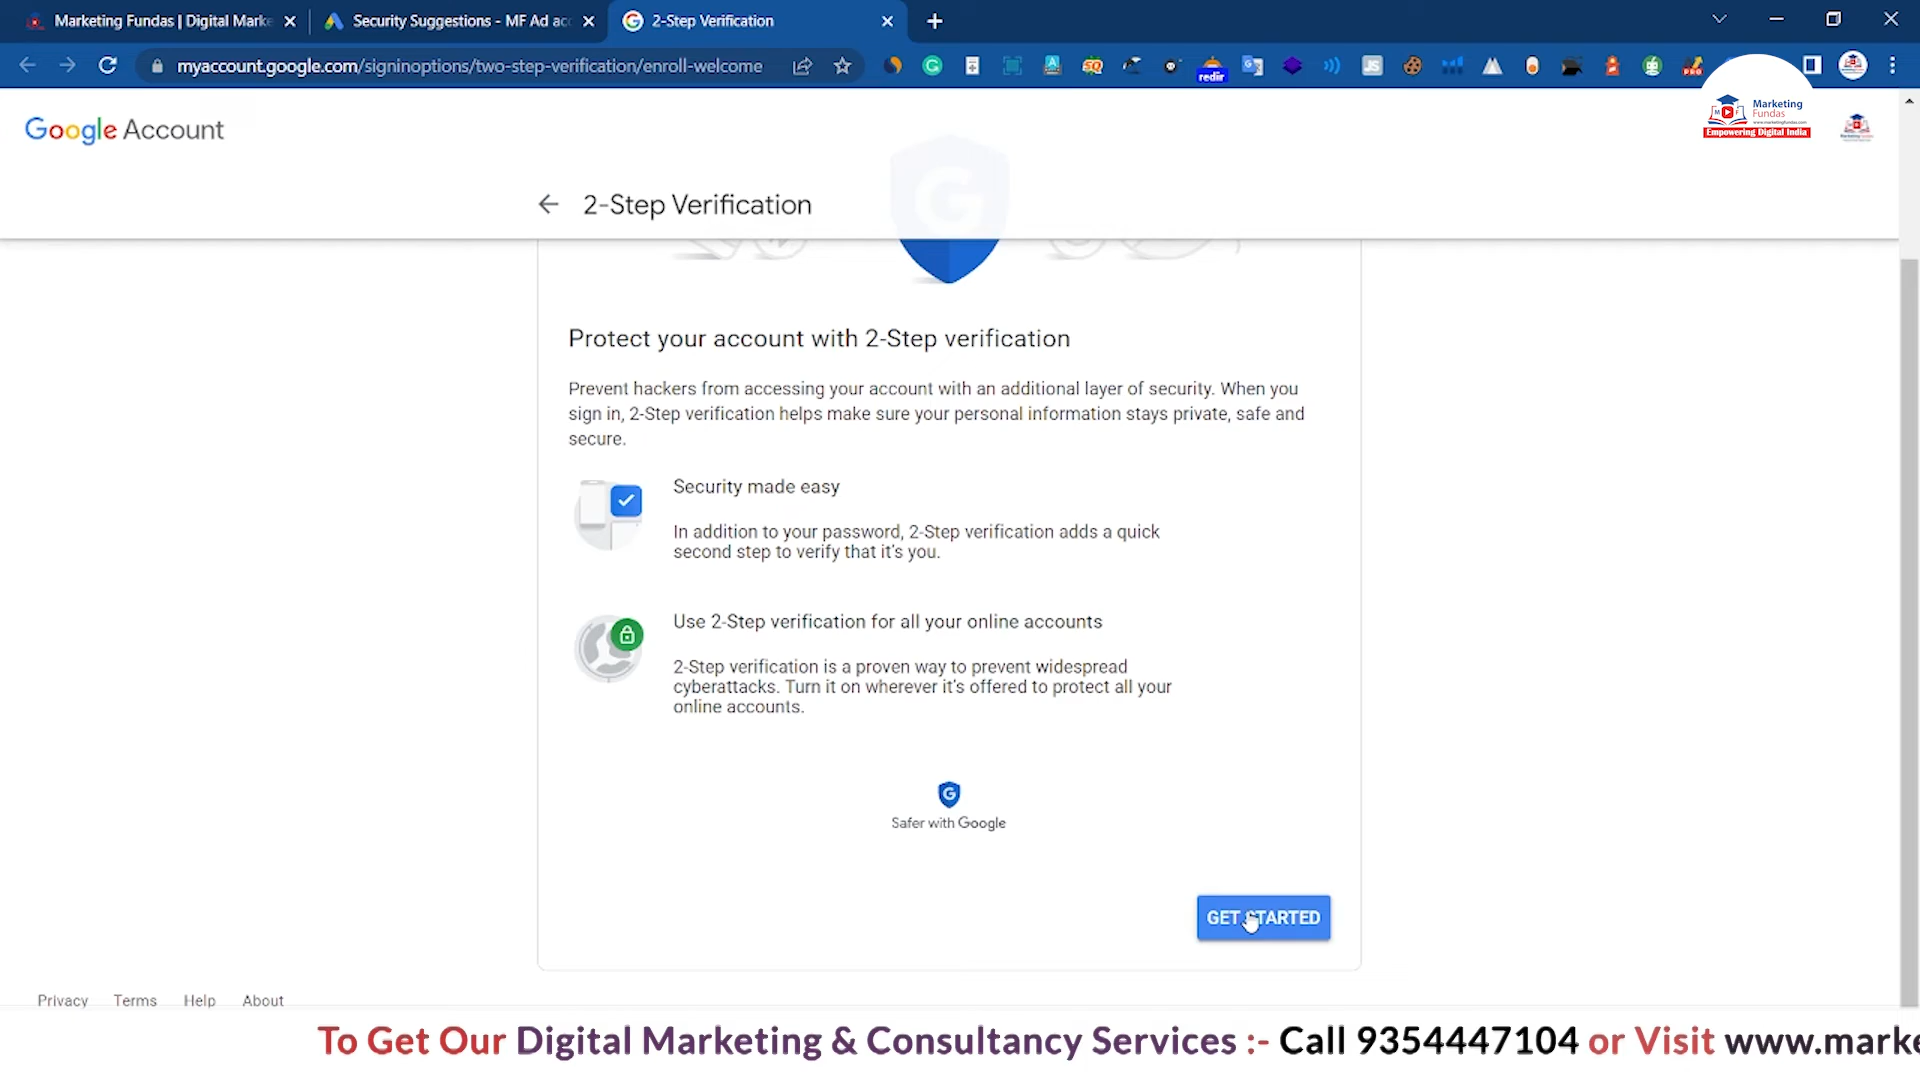 Marketing Fundas | Digital Marke
Security Suggestions - MF Ad acc
2-Step Verification
myaccount.google.com/signinoptions/two-step-verification/enroll-welcome
redir
Google Account
Marketing
Fundas
www.marketingfundas.com
Empowering Digital India
2-Step Verification
Protect your account with 2-Step verification
Prevent hackers from accessing your account with an additional layer of security. When you
sign in, 2-Step verification helps make sure your personal information stays private, safe and
secure.
Security made easy
In addition to your password, 2-Step verification adds a quick
second step to verify that it's you.
Use 2-Step verification for all your online accounts
2-Step verification is a proven way to prevent widespread
cyberattacks. Turn it on wherever it's offered to protect all your
online accounts.
Safer with Google
GET STARTED
Privacy Terms Help About
To Get Our Digital Marketing & Consultancy Services :- Call 9354447104 or Visit www.marke